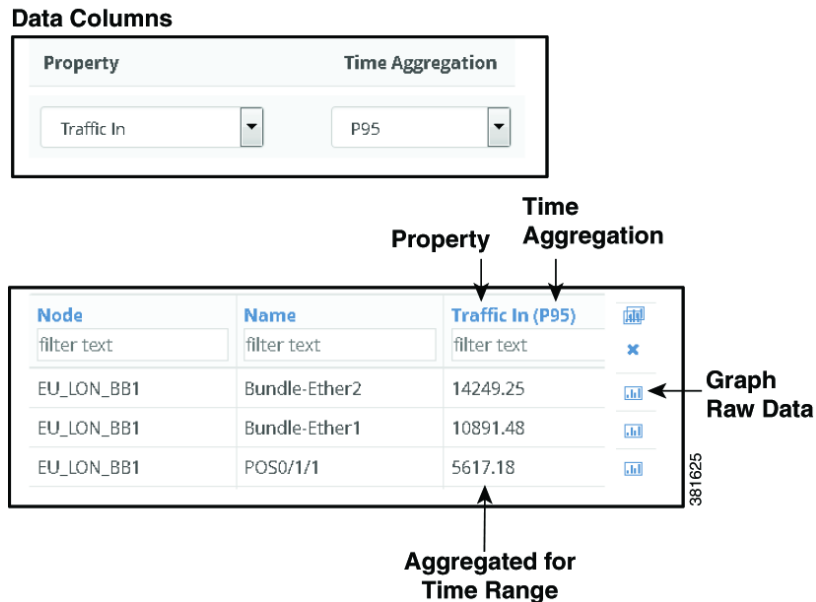 Data Columns
Property Time Aggregation
Traffic In P95
Time
Property Aggregation
Node Name Traffic In (P95)
filter text filter text filter text
EU_LON_BB1 Bundle-Ether2 14249.25
Graph
Raw Data
EU_LON_BB1 Bundle-Ether1 10891.48
EU_LON_BB1 POS0/1/1 5617.18
381625
Aggregated for
Time Range